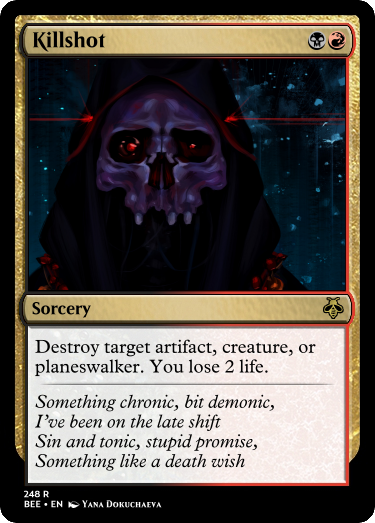 Killshot
Sorcery
Destroy target artifact, creature, or
planeswalker. You lose 2 life.
Something chronic, bit demonic,
I've been on the late shift
Sin and tonic, stupid promise,
Something like a death wish
248 R
BEE • EN Yana Dokuchaeva